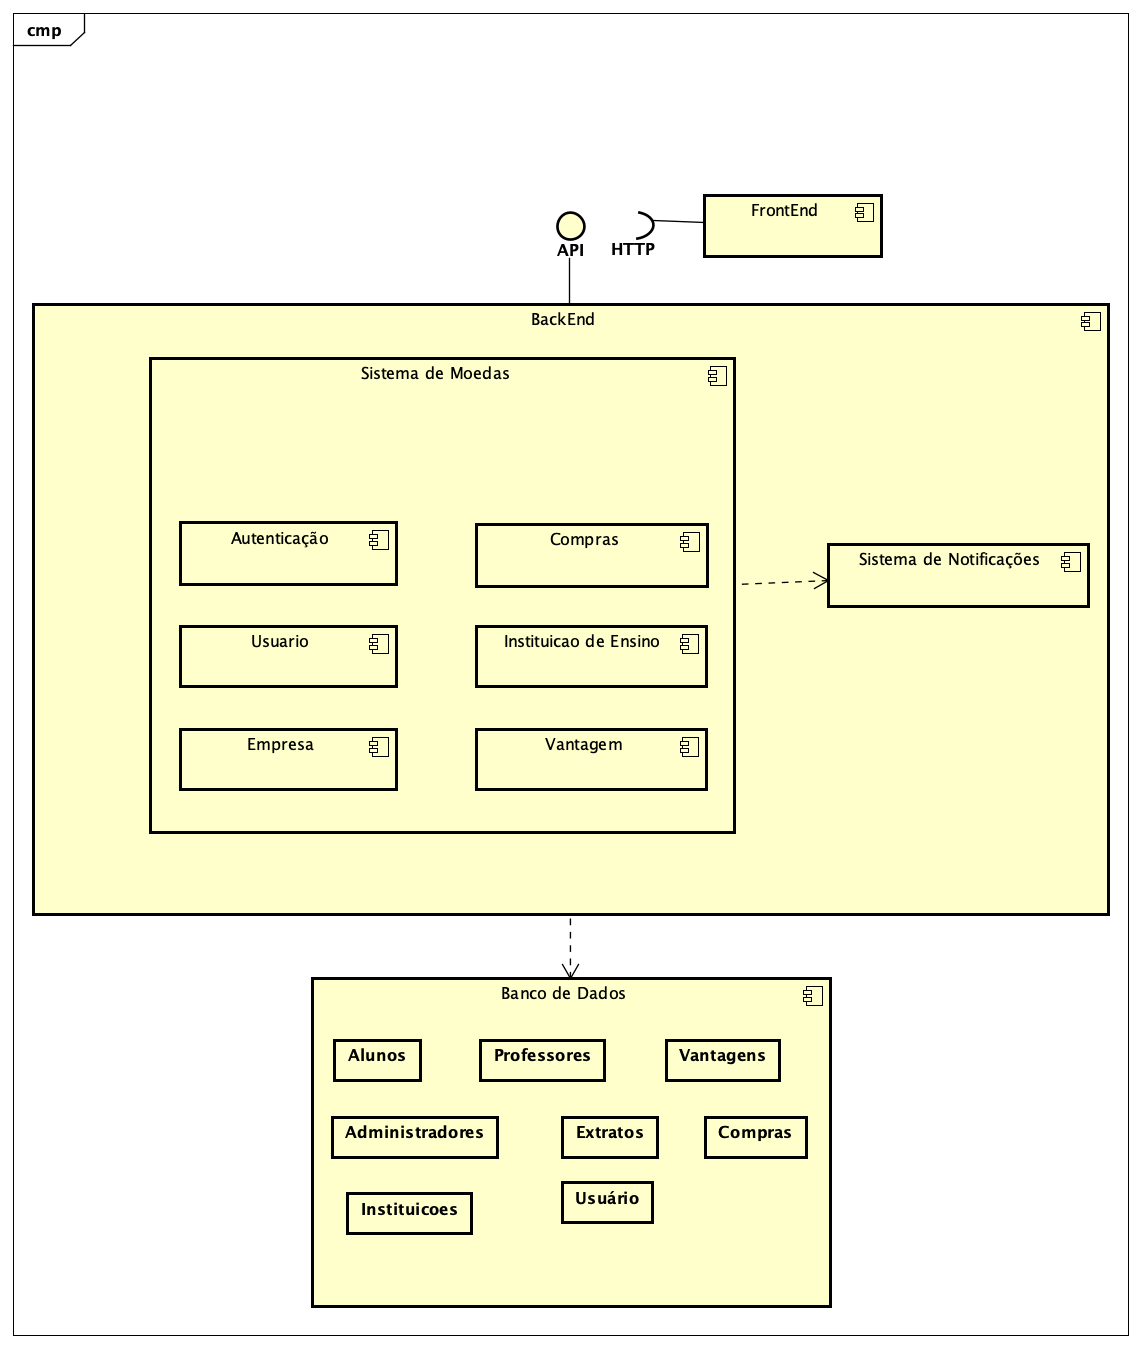 cmp
FrontEnd
API
HTTP
BackEnd
Sistema de Moedas
Autenticação
Compras
Sistema de Notificações
Usuario
Instituicao de Ensino
Empresa
Vantagem
Banco de Dados
Alunos
Professores
Vantagens
Administradores
Extratos
Compras
Instituicoes
Usuário